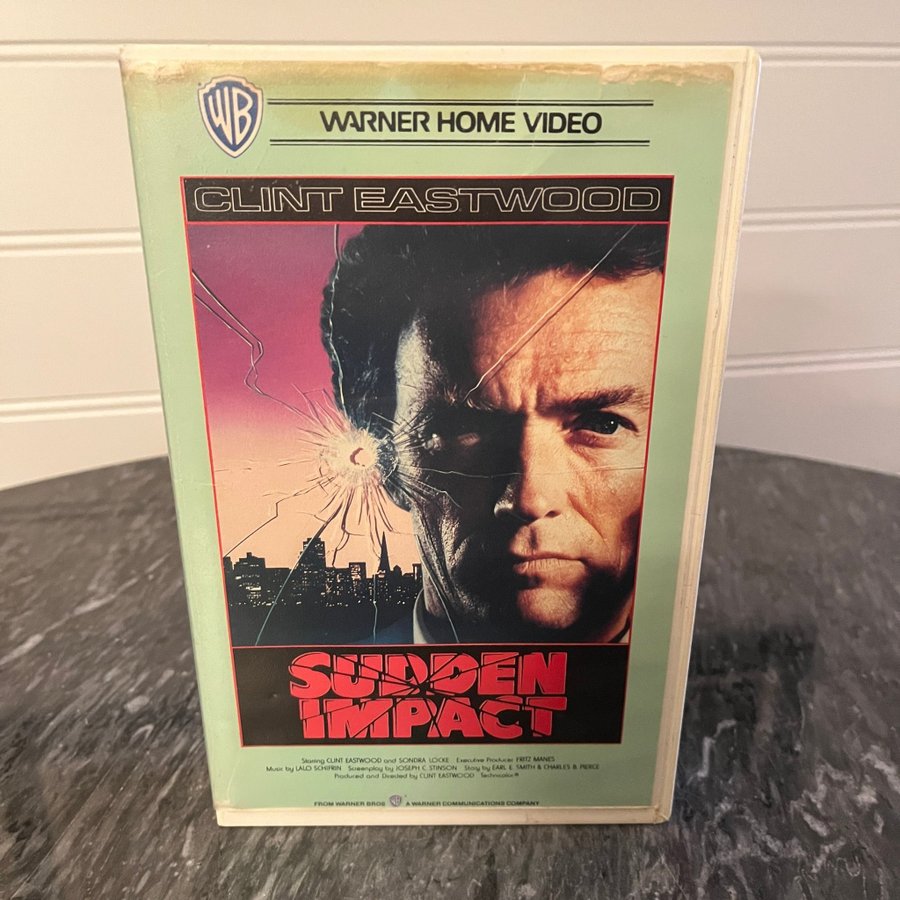 WB
WARNER HOME VIDEO
CLINT EASTWOOD
SUDDEN
IMPACT
Starring CLINT EASTWOOD and SONDRA LOCKE Executive Producer FRITZ MANES
Music by LALO SCHIFRIN Screenplay by JOSEPH C. STINSON Story by EARL E. SMITH & CHARLES B. PIERCE
Produced and Directed by CLINT EASTWOOD Technicolor®
FROM WARNER BROS WB A WARNER COMMUNICATIONS COMPANY